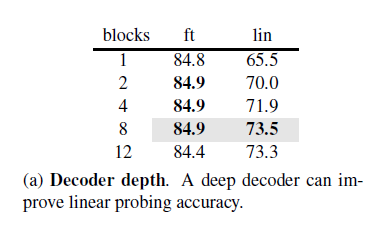 blocks ft lin
1 84.8 65.5
2 84.9 70.0
4 84.9 71.9
8 84.9 73.5
12 84.4 73.3
(a) Decoder depth. A deep decoder can im-
prove linear probing accuracy.